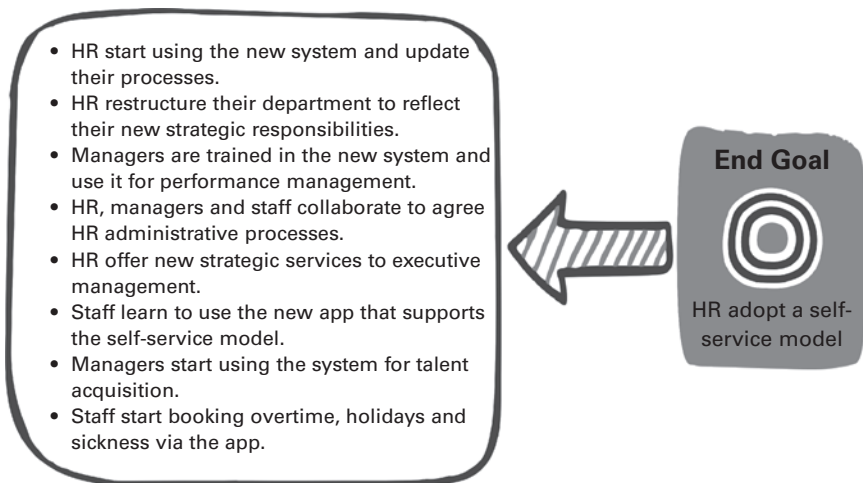 • HR start using the new system and update
their processes.
• HR restructure their department to reflect
their new strategic responsibilities.
• Managers are trained in the new system and
use it for performance management.
• HR, managers and staff collaborate to agree
HR administrative processes.
• HR offer new strategic services to executive
management.
• Staff learn to use the new app that supports
the self-service model.
• Managers start using the system for talent
acquisition.
• Staff start booking overtime, holidays and
sickness via the app.
End Goal
HR adopt a self-
service model